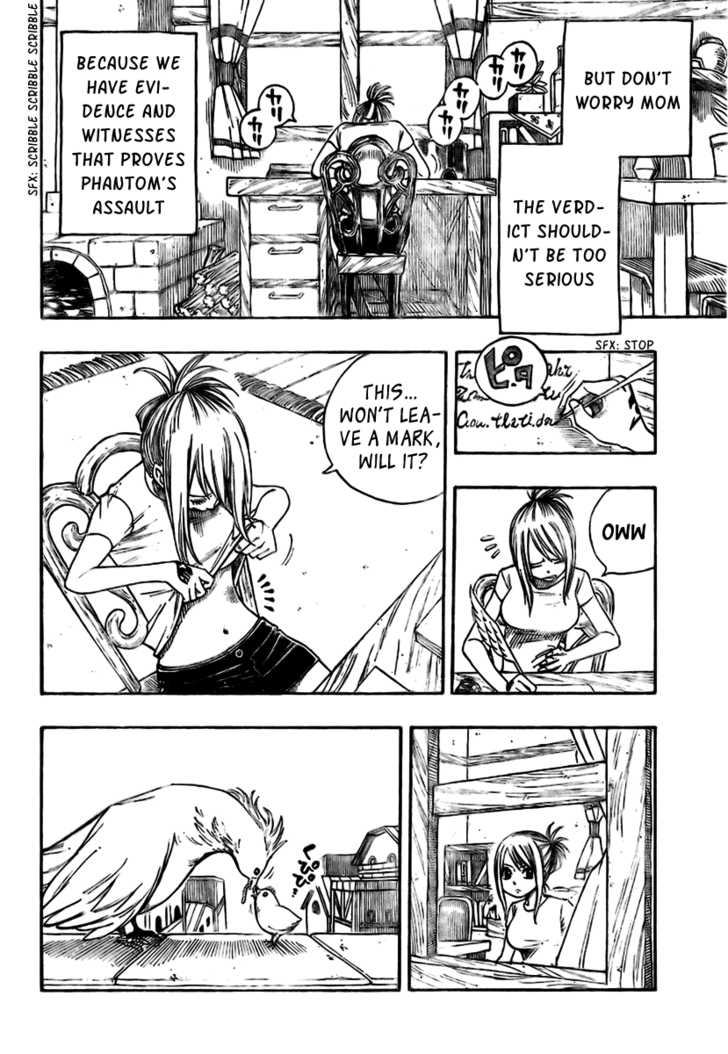 BUT DON'T
WORRY MOM
THE VERD-
ICT SHOULD-
N'T BE TOO
SERIOUS
BECAUSE WE
HAVE EVI-
DENCE AND
WITNESSES
THAT PROVES
PHANTOM'S
ASSAULT
SFX: SCRIBBLE SCRIBBLE SCRIBBLE
カリ
カリ
カリ
カリ
カリ
SFX: STOP
OWW
THIS...
WON'T LEA-
VE A MARK,
WILL IT?